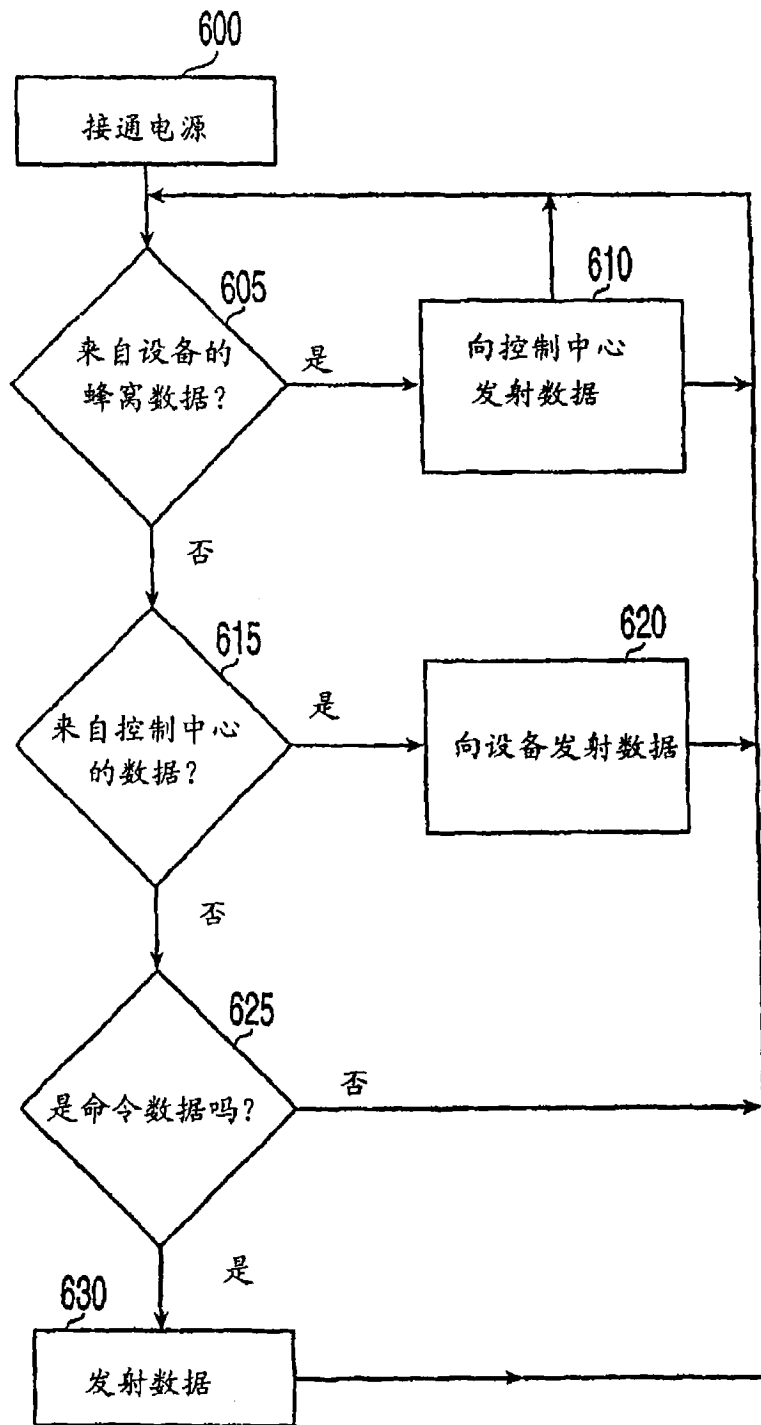 600
接通电源
605
来自设备的
蜂窝数据？
是
610
向控制中心
发射数据
否
615
来自控制中心
的数据？
是
620
向设备发射数据
否
625
是命令数据吗？
否
是
630
发射数据